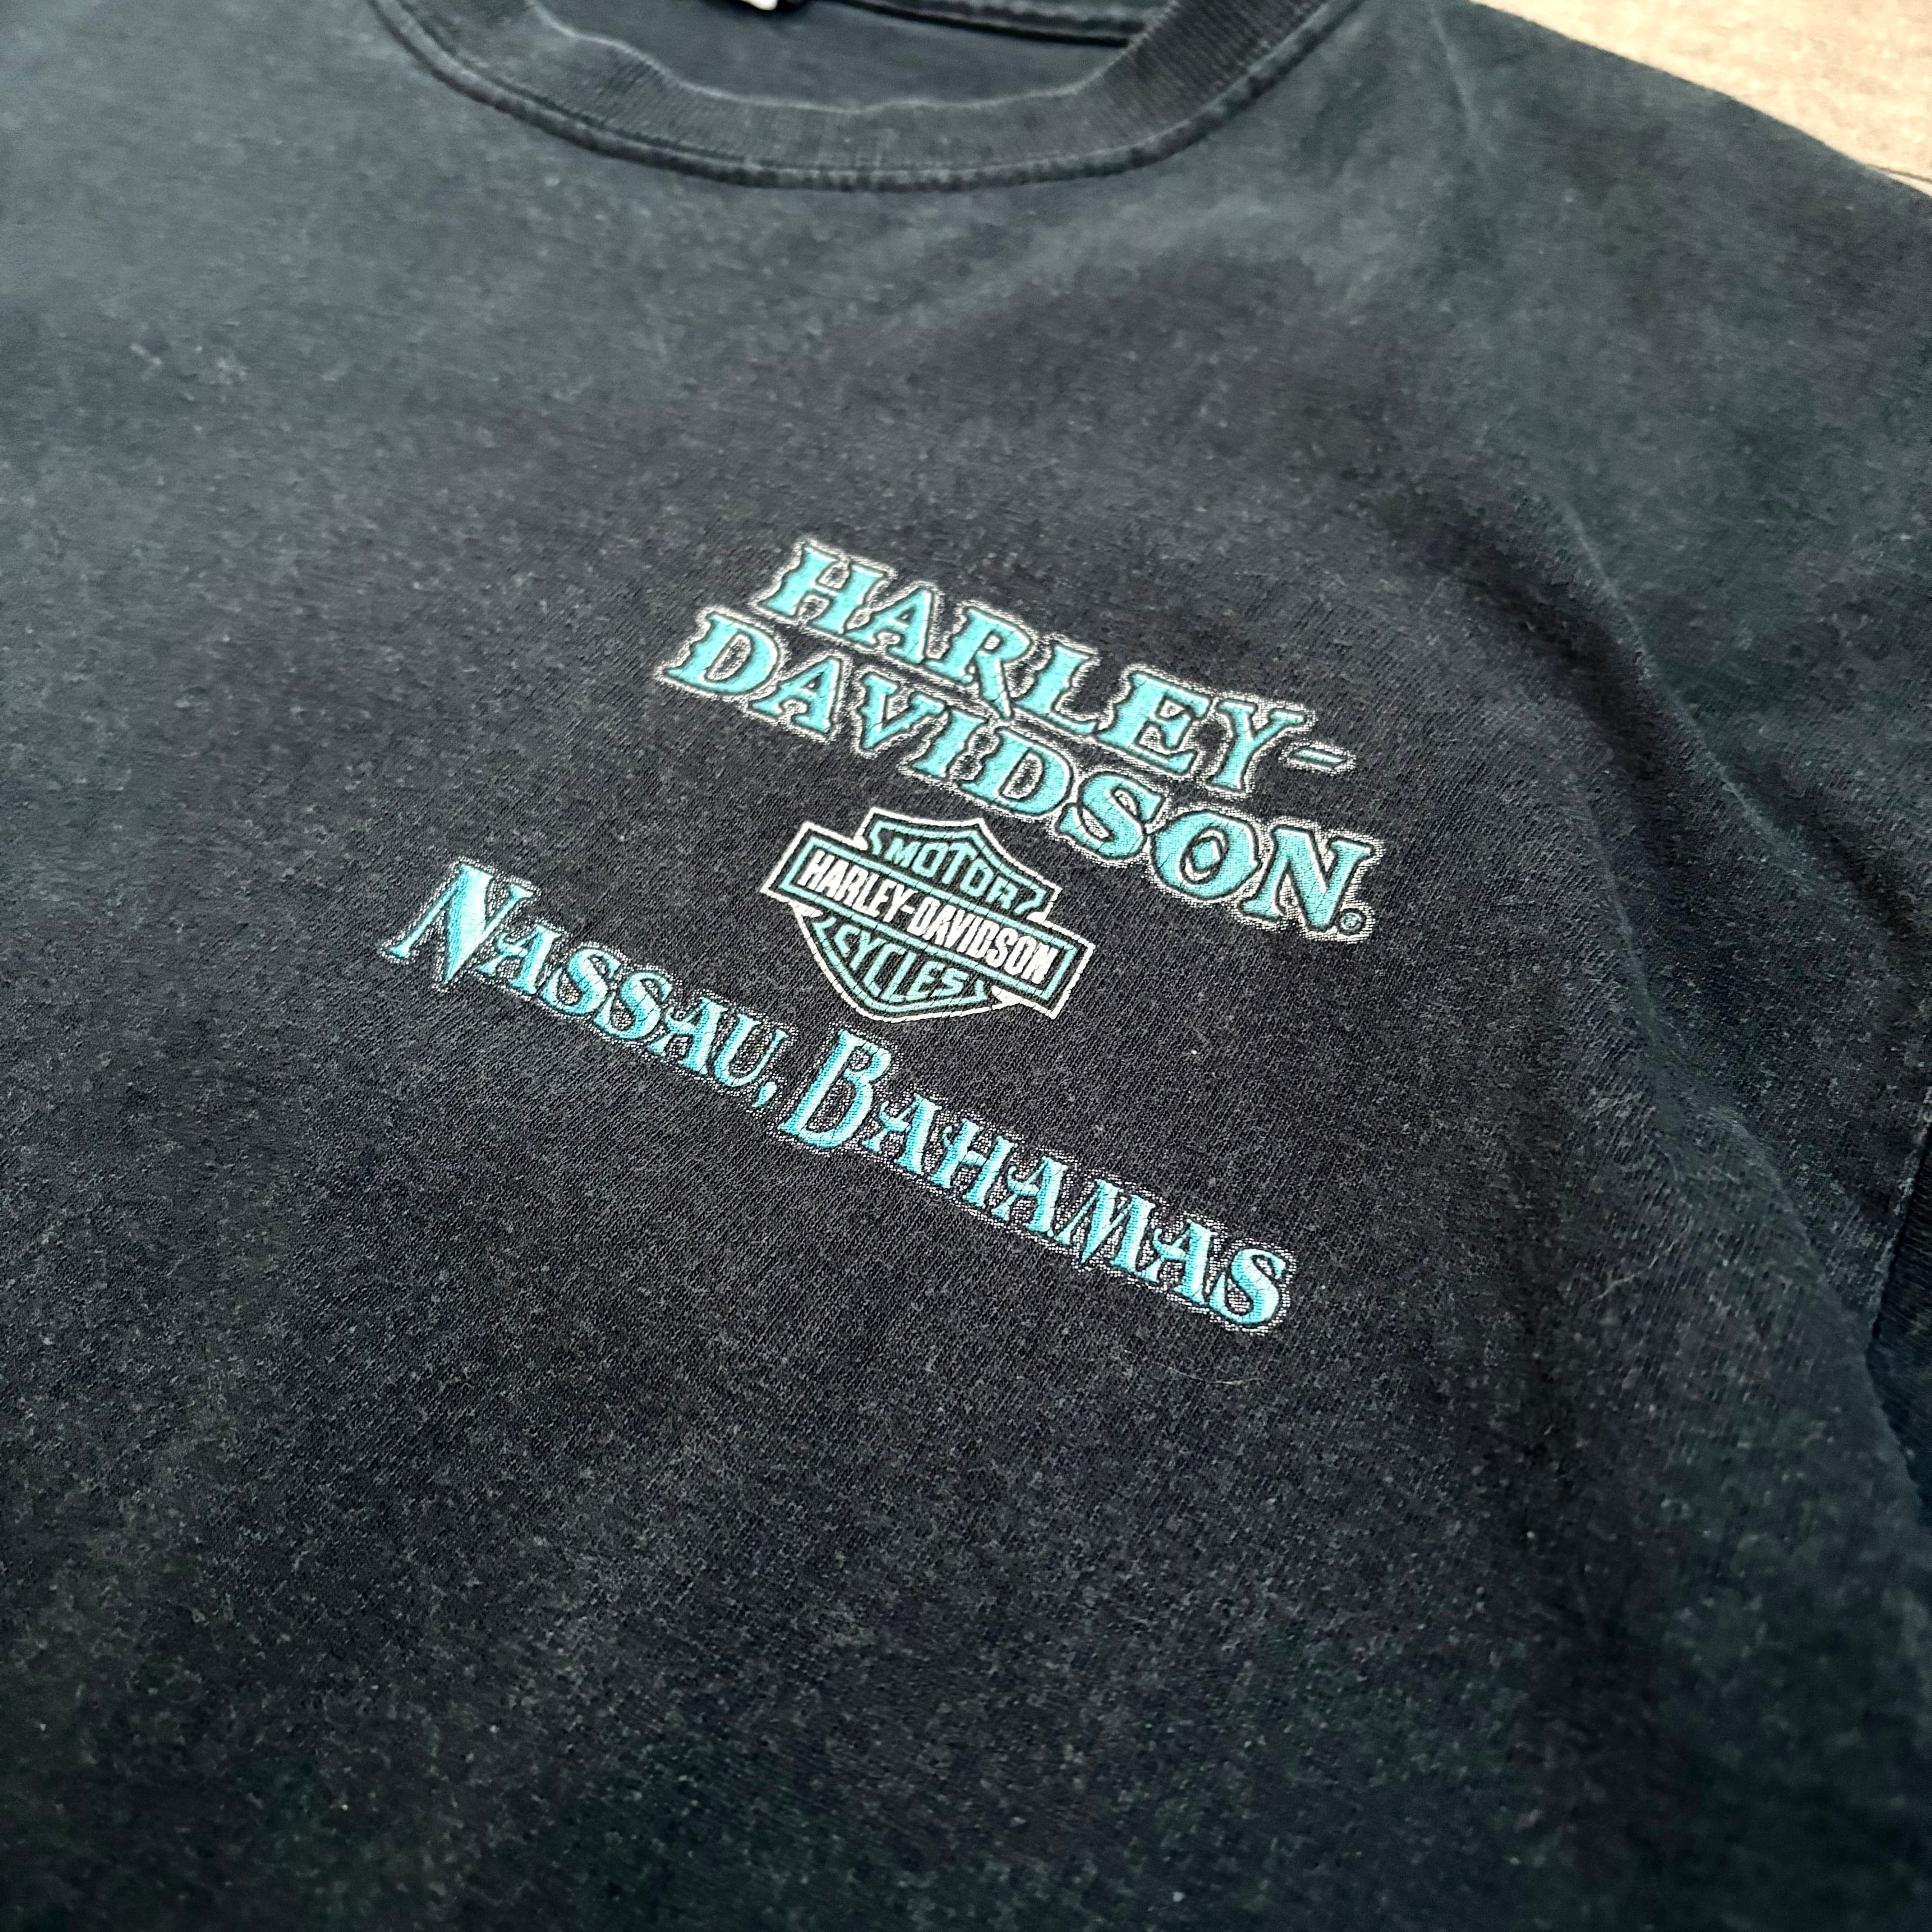 HARLEY-
DAVIDSON®
MOTOR
HARLEY-DAVIDSON
CYCLES
NASSAU, BAHAMAS